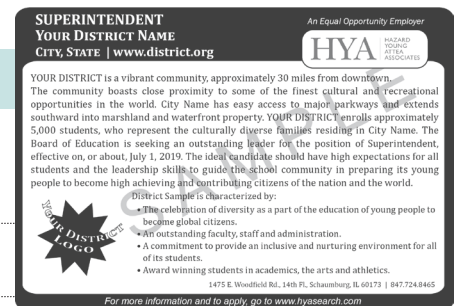 SUPERINTENDENT
YOUR DISTRICT NAME
CITY, STATE | www.district.org
An Equal Opportunity Employer
HYA
HAZARD
YOUNG
ATTEA
ASSOCIATES
YOUR DISTRICT is a vibrant community, approximately 30 miles from downtown.
The community boasts close proximity to some of the finest cultural and recreational
opportunities in the world. City Name has easy access to major parkways and extends
southward into marshland and waterfront property. YOUR DISTRICT enrolls approximately
5,000 students, who represent the culturally diverse families residing in City Name. The
Board of Education is seeking an outstanding leader for the position of Superintendent,
effective on, or about, July 1, 2019. The ideal candidate should have high expectations for all
students and the leadership skills to guide the school community in preparing its young
people to become high achieving and contributing citizens of the nation and the world.
SAMPLE
YOUR DISTRICT
LOGO
District Sample is characterized by:
• The celebration of diversity as a part of the education of young people to
become global citizens.
• An outstanding faculty, staff and administration.
• A commitment to provide an inclusive and nurturing environment for all
of its students.
• Award winning students in academics, the arts and athletics.
1475 E. Woodfield Rd., 14th Fl., Schaumburg, IL 60173 | 847.724.8465
For more information and to apply, go to www.hyasearch.com